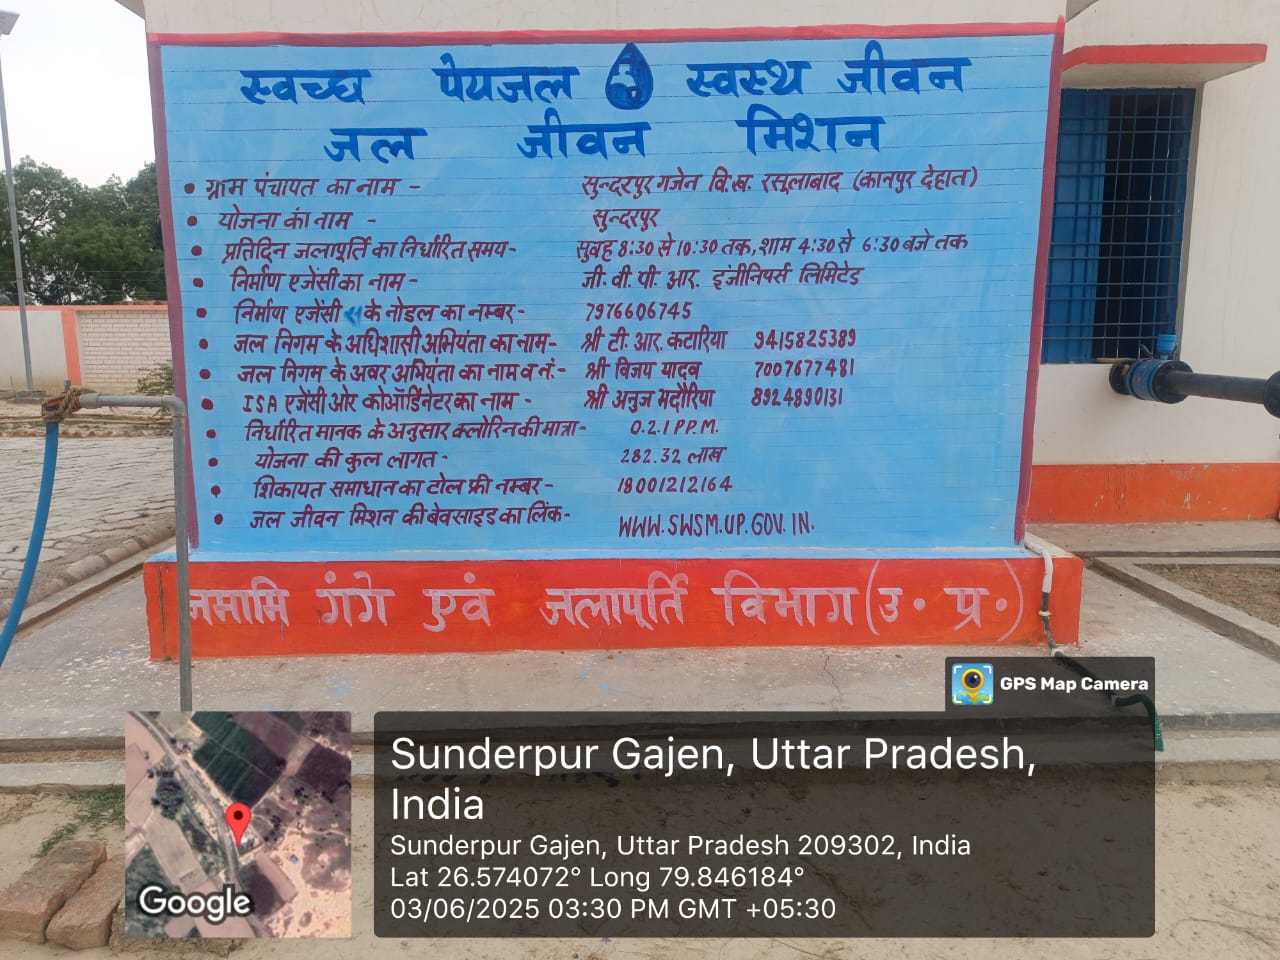 स्वच्छ पेयजल स्वस्थ जीवन
जल जीवन मिशन
• ग्राम पंचायत का नाम - सुन्दरपुर गजेन वि.ख. रसूलाबाद (कानपुर देहात)
• योजना का नाम - सुन्दरपुर
• प्रतिदिन जलापूर्ति का निर्धारित समय- सुवह 8:30 से 10:30 तक, शाम 4:30 से 6:30 बजे तक
• निर्माण एजेंसी का नाम - जी. वी. पी. आर. इंजीनियर्स लिमिटेड
• निर्माण एजेंसी के नोडल का नम्बर- 7976606745
• जल निगम के अधिशासी अभियंता का नाम- श्री टी. आर. कटारिया 9415825389
• जल निगम के अवर अभियंता का नाम व नं.- श्री विजय यादव 7007677481
• ISA एजेंसी ओर कोऑर्डिनेटर का नाम - श्री अनुज भदौरिया 8924890131
• निर्धारित मानक के अनुसार क्लोरिन की मात्रा- 0.2.1 PP.M.
• योजना की कुल लागत - 282.32 लाख
• शिकायत समाधान का टोल फ्री नम्बर- 18001212164
• जल जीवन मिशन की बेवसाइड का लिंक- WWW.SWSM.UP.GOV.IN.
नमामि गंगे एवं जलापूर्ति विभाग (उ॰ प्र॰)
GPS Map Camera
Sunderpur Gajen, Uttar Pradesh,
India
Sunderpur Gajen, Uttar Pradesh 209302, India
Lat 26.574072° Long 79.846184°
03/06/2025 03:30 PM GMT +05:30
Google